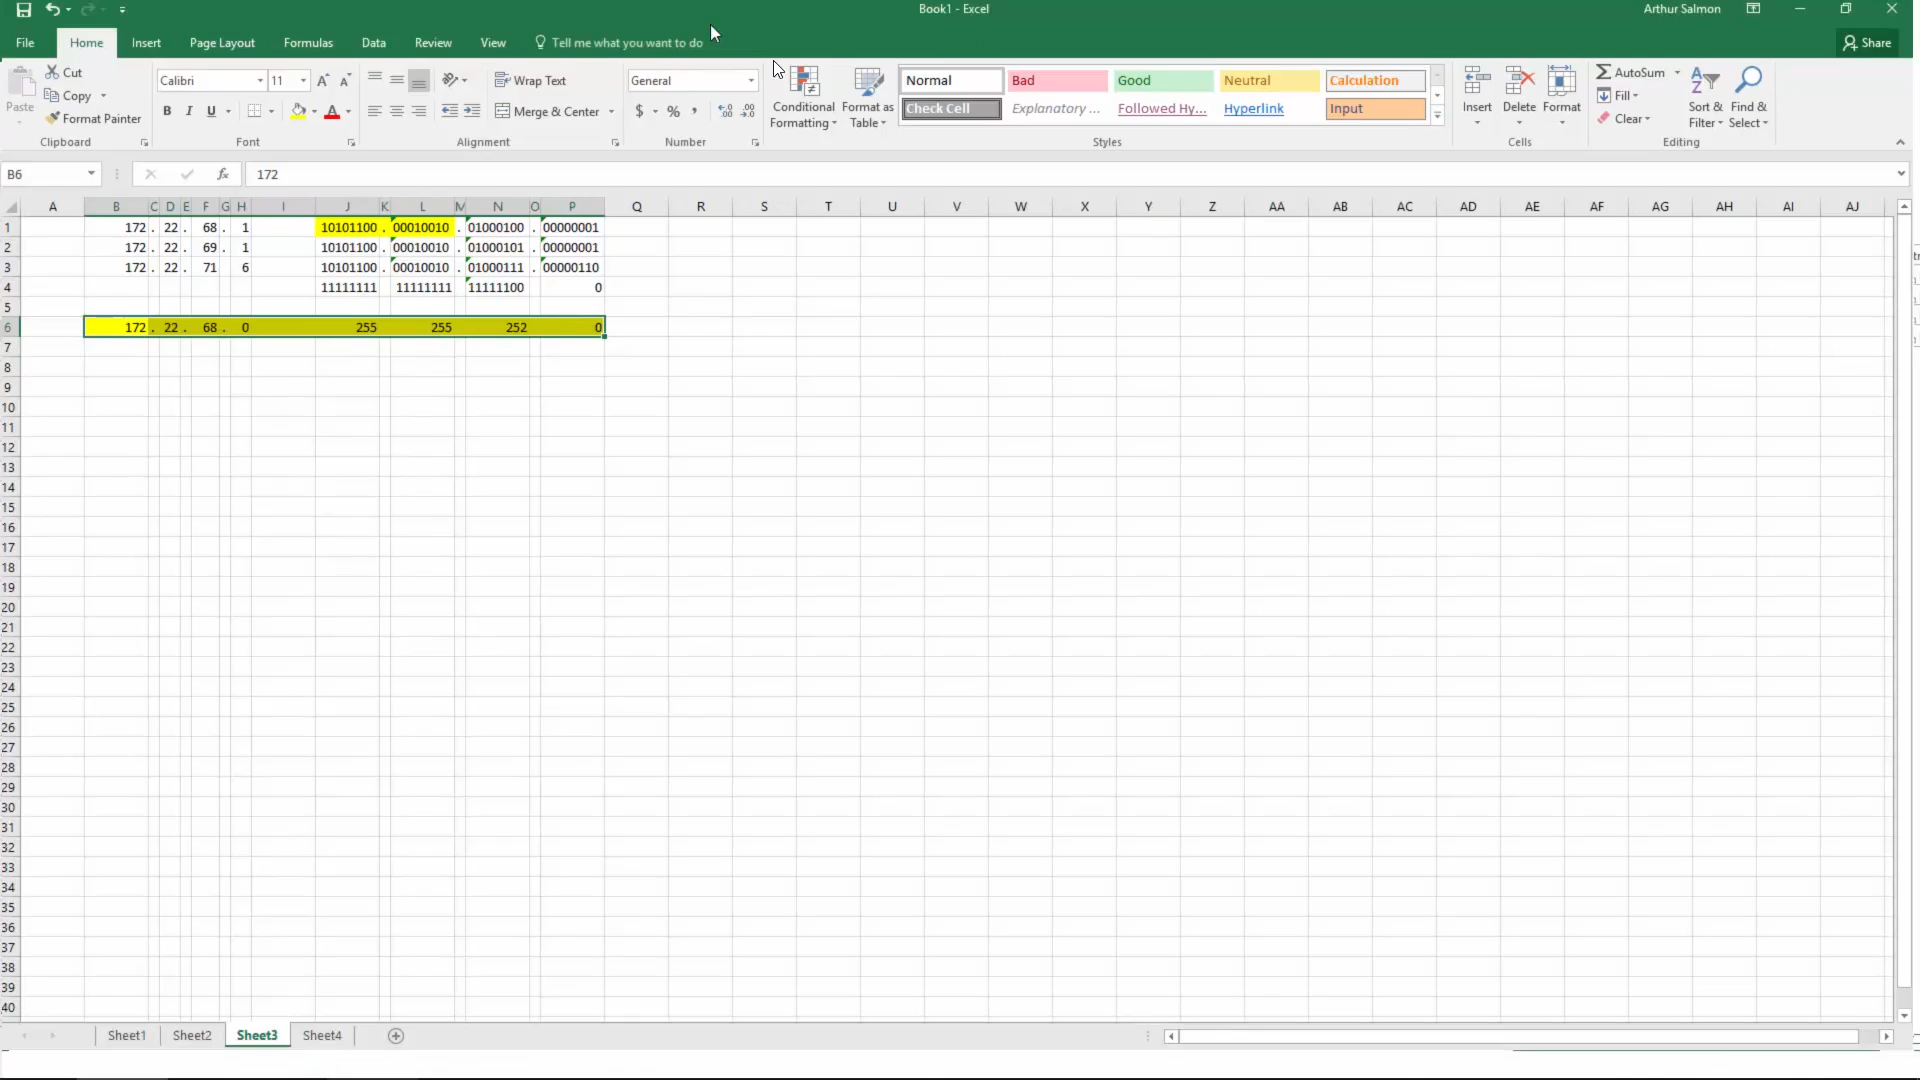 Book1 - Excel
Arthur Salmon
File Home Insert Page Layout Formulas Data Review View Tell me what you want to do Share
Cut
Copy
Format Painter
Paste
Clipboard
Calibri 11
B I U
Font
Wrap Text
Merge & Center
Alignment
General
$ % ,
Number
Conditional Formatting
Format as Table
Normal Bad Good Neutral Calculation
Check Cell Explanatory ... Followed Hy... Hyperlink Input
Styles
Insert Delete Format
Cells
AutoSum
Fill
Clear
Sort & Filter
Find & Select
Editing
B6 fx 172
A B C D E F G H I J K L M N O P Q R S T U V W X Y Z AA AB AC AD AE AF AG AH AI AJ
1 172 . 22 . 68 . 1 10101100 . 00010010 . 01000100 . 00000001
2 172 . 22 . 69 . 1 10101100 . 00010010 . 01000101 . 00000001
3 172 . 22 . 71 6 10101100 . 00010010 . 01000111 . 00000110
4 11111111 11111111 11111100 0
5
6 172 . 22 . 68 . 0 255 255 252 0
7
8
9
10
11
12
13
14
15
16
17
18
19
20
21
22
23
24
25
26
27
28
29
30
31
32
33
34
35
36
37
38
39
40
Sheet1 Sheet2 Sheet3 Sheet4